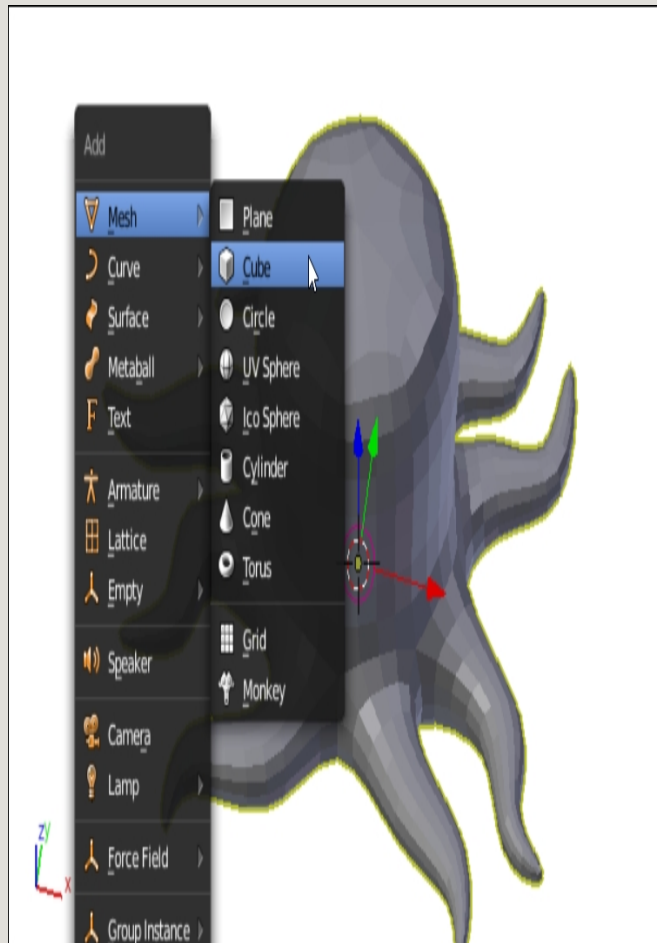 Add
Mesh
Curve
Surface
Metaball
Text
Armature
Lattice
Empty
Speaker
Camera
Lamp
Force Field
Group Instance
Plane
Cube
Circle
UV Sphere
Ico Sphere
Cylinder
Cone
Torus
Grid
Monkey
z y
x